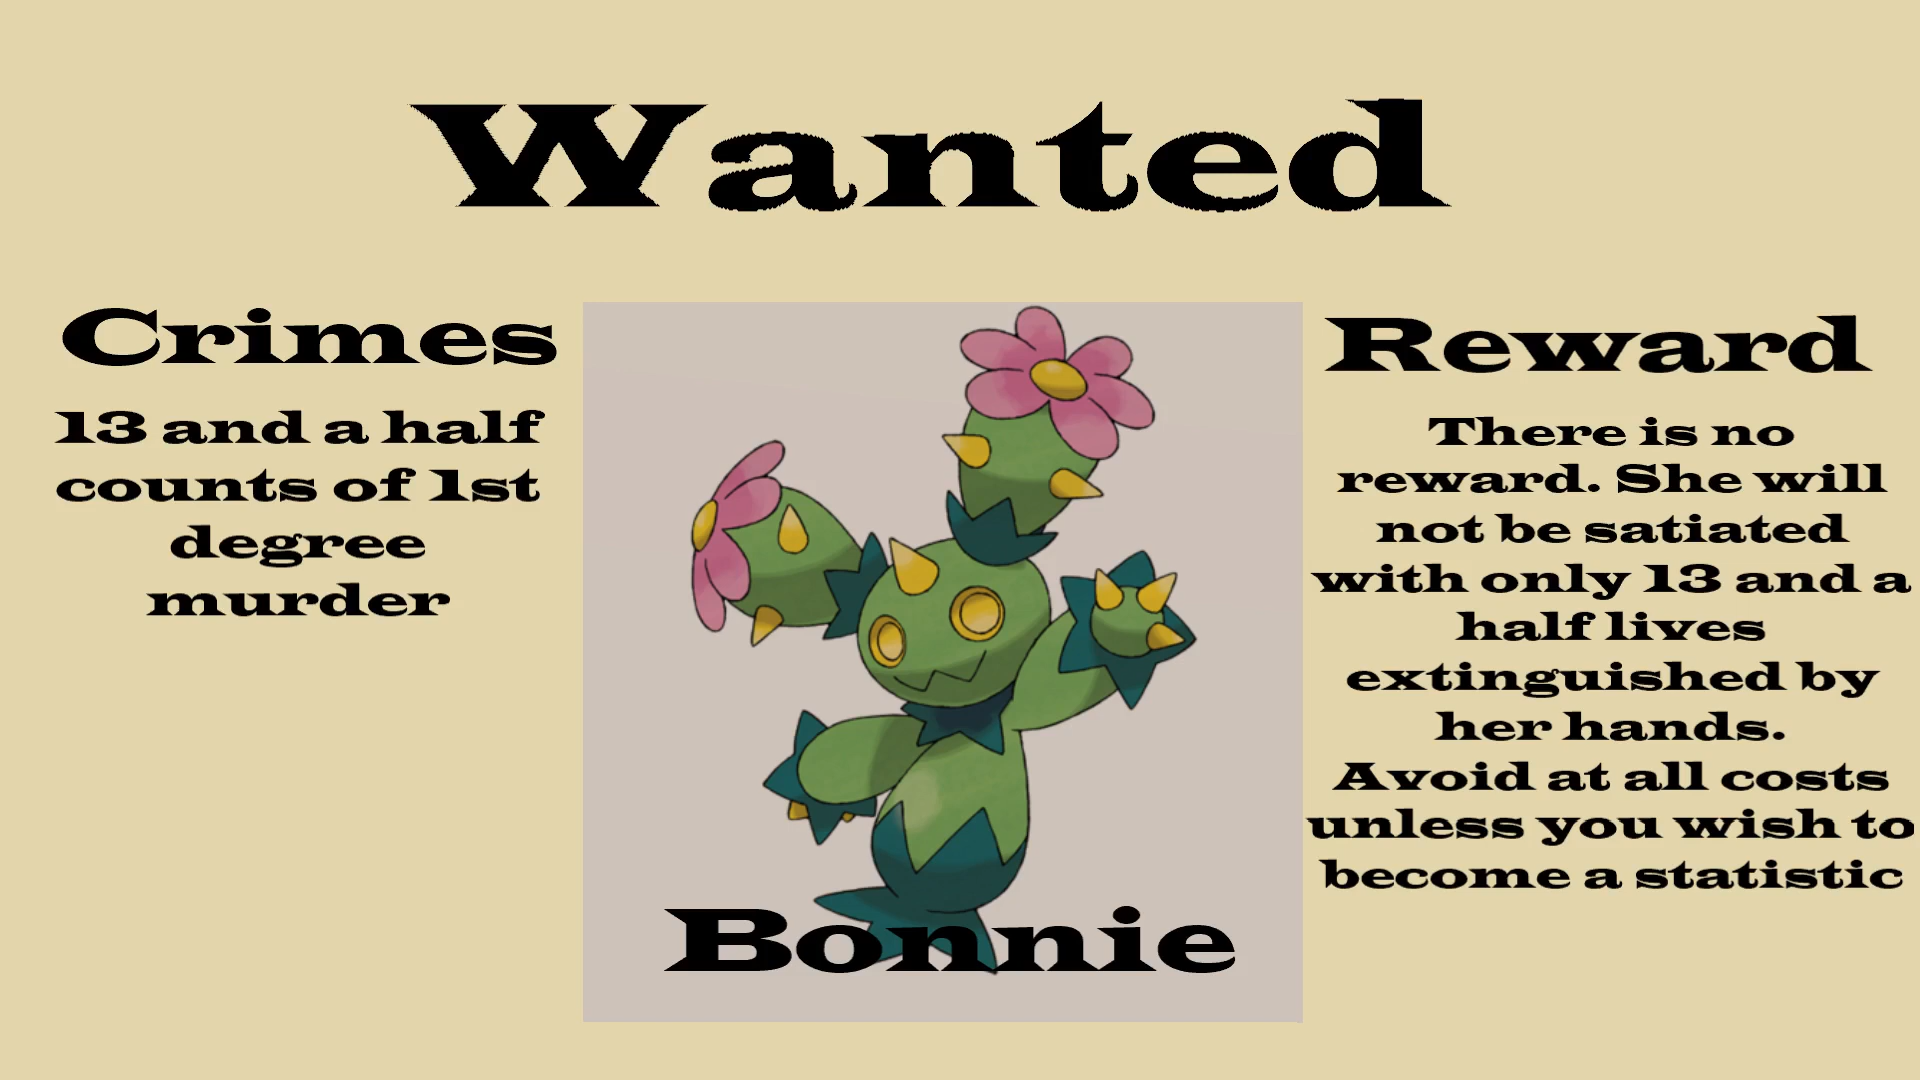 Wanted
Crimes
13 and a half
counts of 1st
degree
murder
Bonnie
Reward
There is no
reward. She will
not be satiated
with only 13 and a
half lives
extinguished by
her hands.
Avoid at all costs
unless you wish to
become a statistic